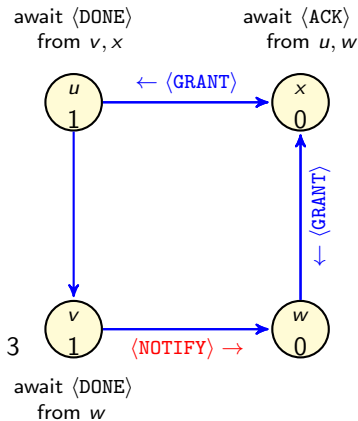 await ⟨DONE⟩
from v, x
await ⟨ACK⟩
from u, w
← ⟨GRANT⟩
u
1
x
0
← ⟨GRANT⟩
3
v
1
⟨NOTIFY⟩ →
w
0
await ⟨DONE⟩
from w